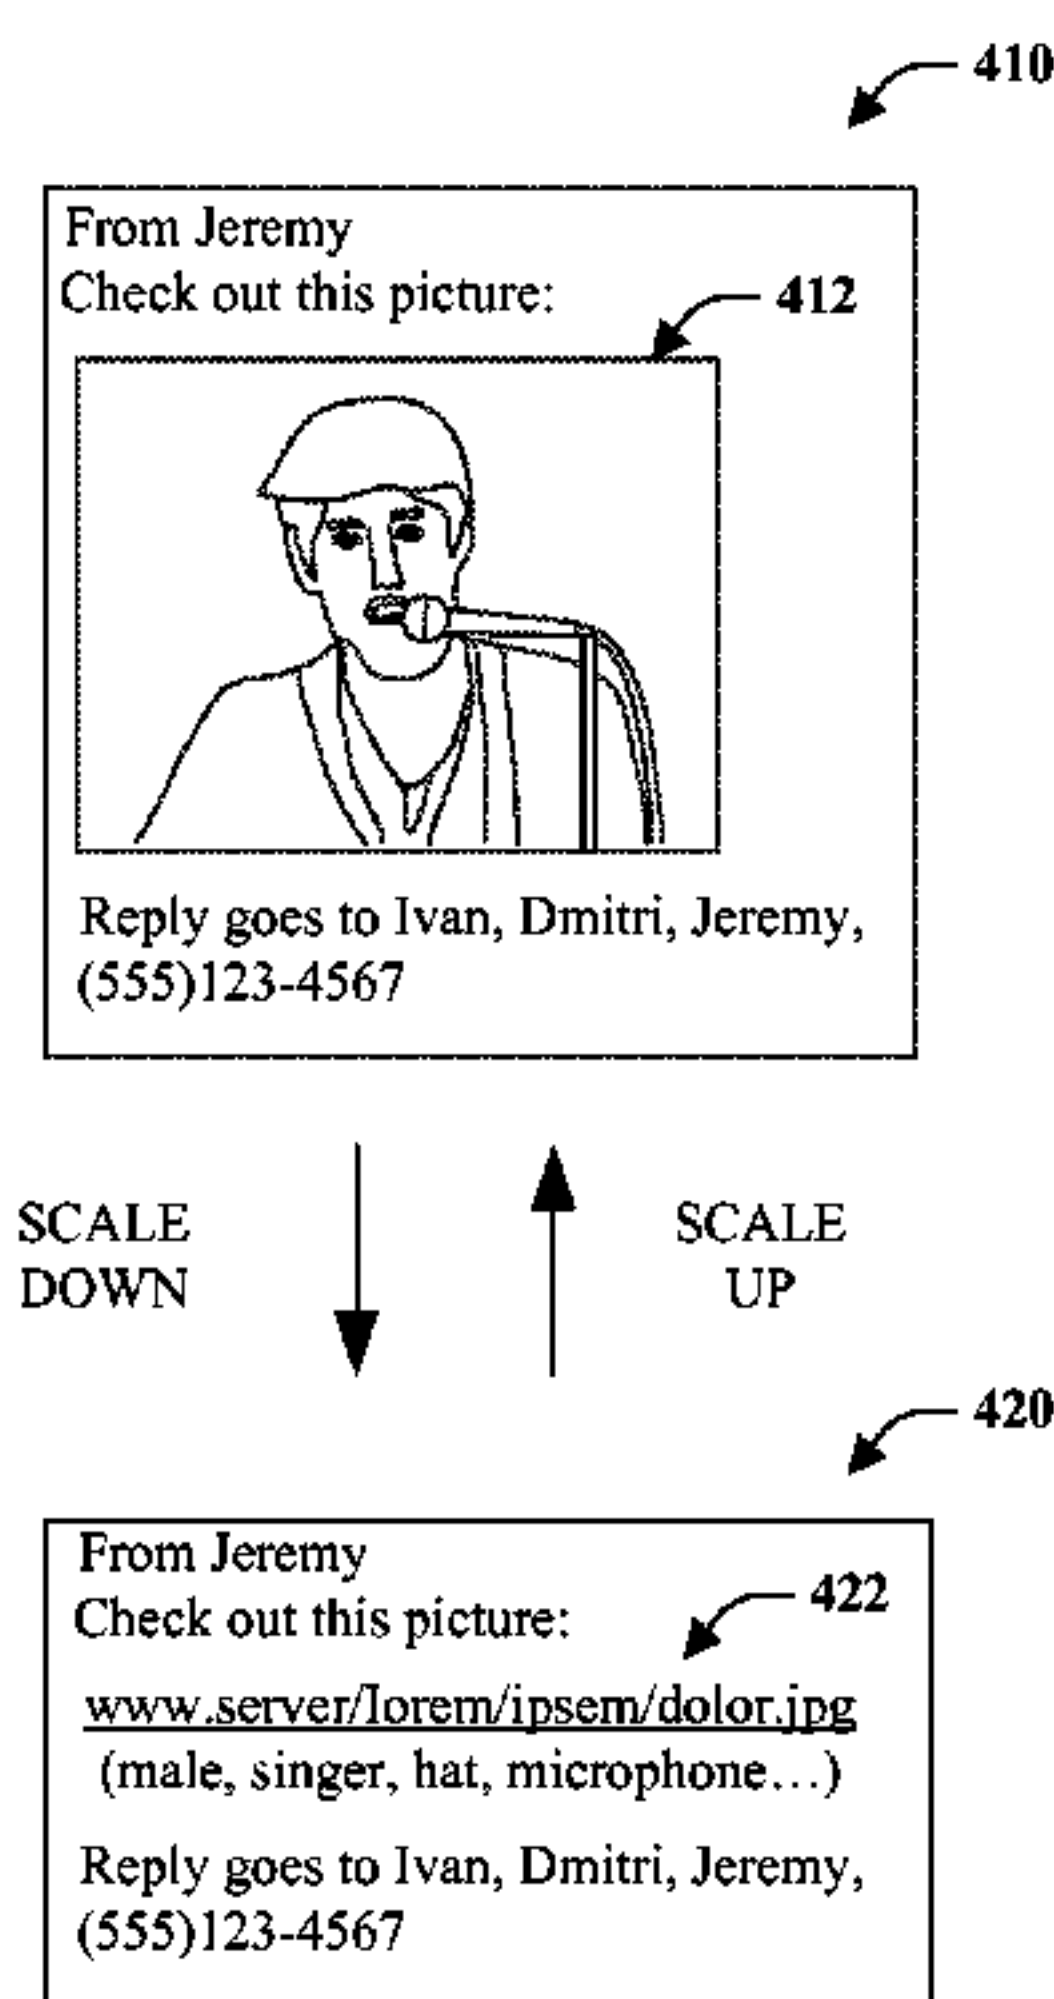 410
From Jeremy
Check out this picture:
412
Reply goes to Ivan, Dmitri, Jeremy,
(555)123-4567
SCALE
DOWN
SCALE
UP
420
From Jeremy
Check out this picture:
422
www.server/lorem/ipsem/dolor.jpg
(male, singer, hat, microphone…)
Reply goes to Ivan, Dmitri, Jeremy,
(555)123-4567